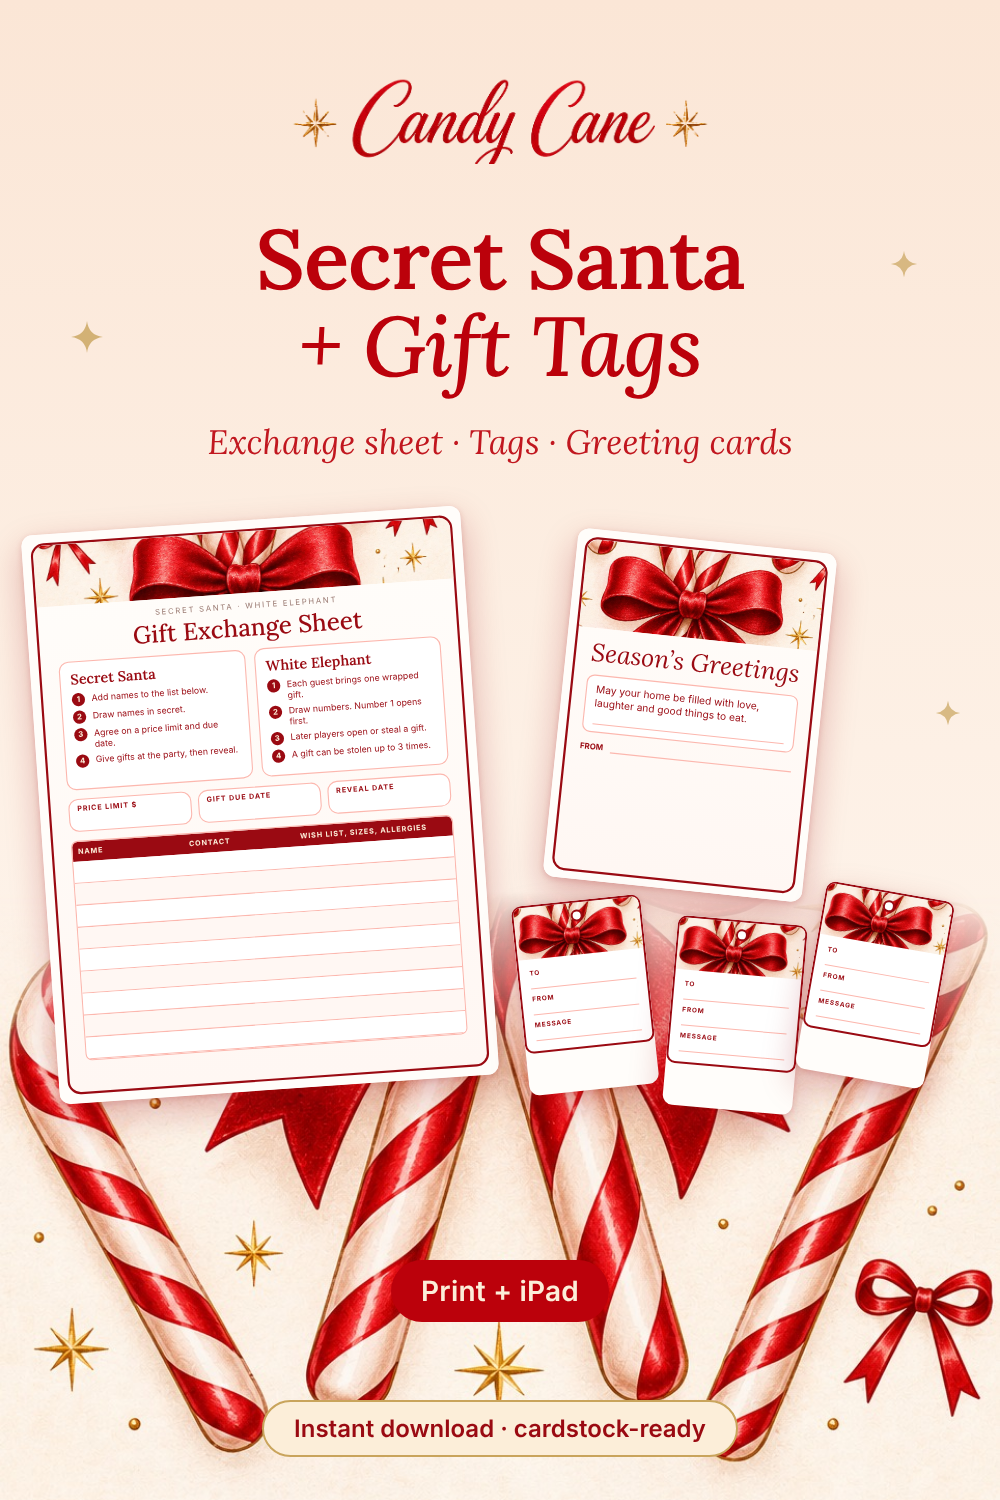 Candy Cane
Secret Santa
+ Gift Tags
Exchange sheet · Tags · Greeting cards
SECRET SANTA · WHITE ELEPHANT
Gift Exchange Sheet
Secret Santa
1 Add names to the list below.
2 Draw names in secret.
3 Agree on a price limit and due
date.
4 Give gifts at the party, then reveal.
White Elephant
1 Each guest brings one wrapped
gift.
2 Draw numbers. Number 1 opens
first.
3 Later players open or steal a gift.
4 A gift can be stolen up to 3 times.
PRICE LIMIT $
GIFT DUE DATE
REVEAL DATE
NAME CONTACT WISH LIST, SIZES, ALLERGIES
Season's Greetings
May your home be filled with love,
laughter and good things to eat.
FROM
TO
FROM
MESSAGE
TO
FROM
MESSAGE
TO
FROM
MESSAGE
Print + iPad
Instant download · cardstock-ready